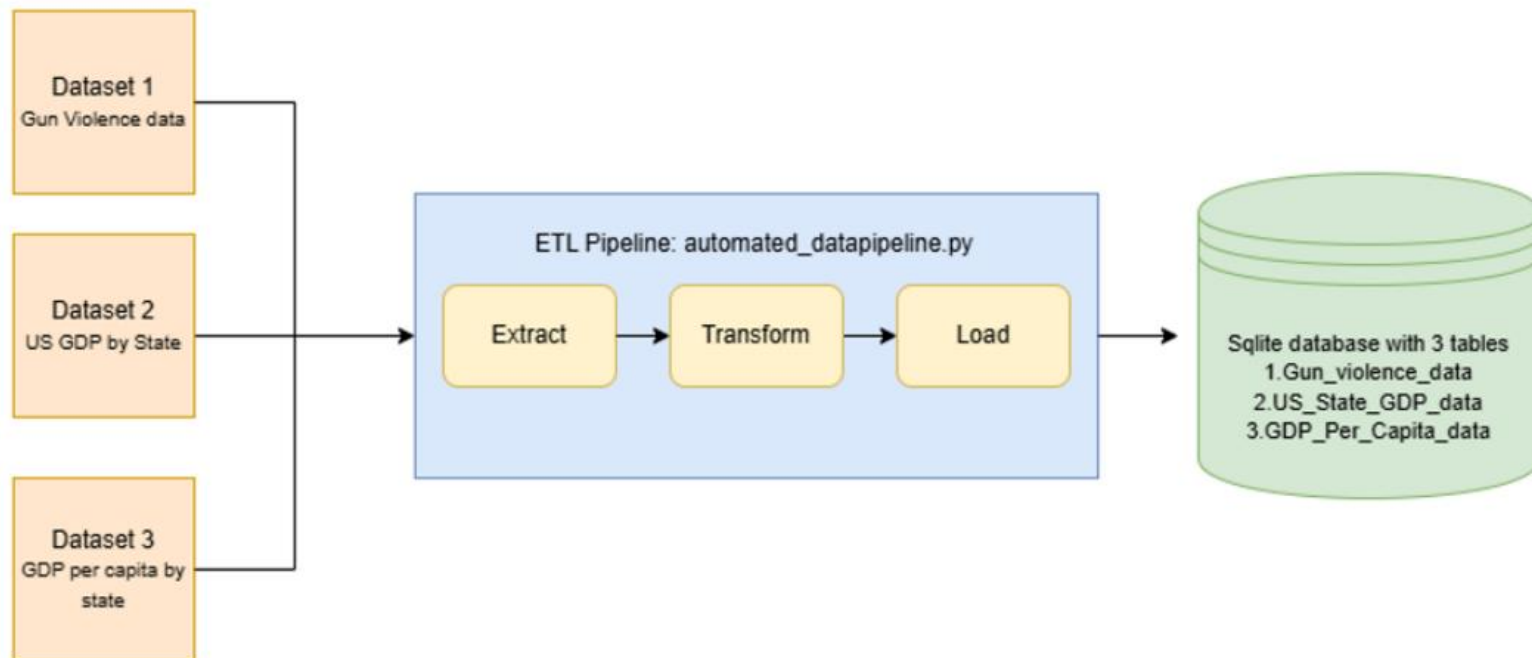 Dataset 1
Gun Violence data
Dataset 2
US GDP by State
Dataset 3
GDP per capita by
state
ETL Pipeline: automated_datapipeline.py
Extract
Transform
Load
Sqlite database with 3 tables
1.Gun_violence_data
2.US_State_GDP_data
3.GDP_Per_Capita_data